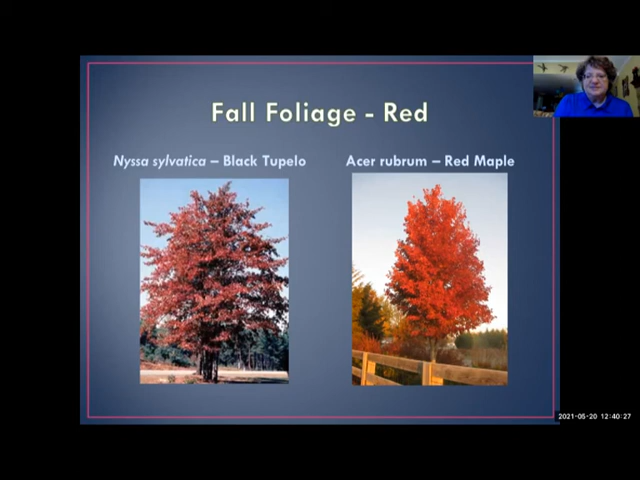 Fall Foliage - Red
Nyssa sylvatica – Black Tupelo
Acer rubrum – Red Maple
2021-05-20 12:40:27